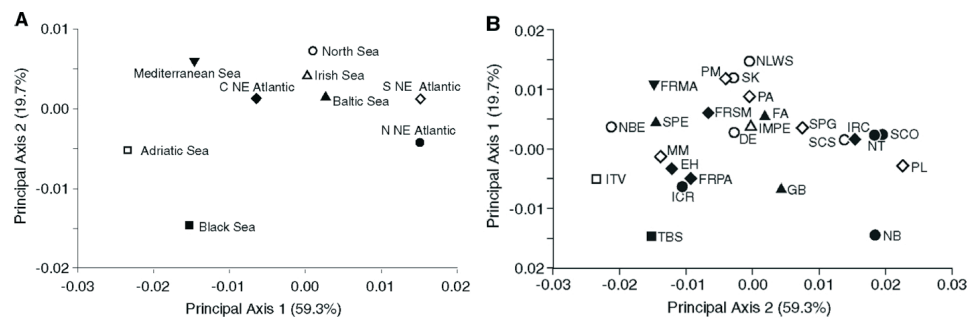 A
0.01
0.00
-0.01
-0.02
-0.03
-0.02
-0.01
0.00
0.01
0.02
Principal Axis 2 (19.7%)
Principal Axis 1 (59.3%)
North Sea
Mediterranean Sea
Irish Sea
C NE Atlantic
S NE Atlantic
Baltic Sea
N NE Atlantic
Adriatic Sea
Black Sea
B
0.02
0.01
-0.00
-0.01
0.02
-0.03
-0.02
-0.01
0.00
0.01
0.02
0.03
Principal Axis 1 (19.7%)
Principal Axis 2 (59.3%)
NLWS
PM
SK
FRMA
PA
FRSM
FA
NBE
SPE
IMPE
SPG
IRC
DE
SCS
NT
SCO
MM
EH
PL
ITV
FRPA
ICR
GB
TBS
NB